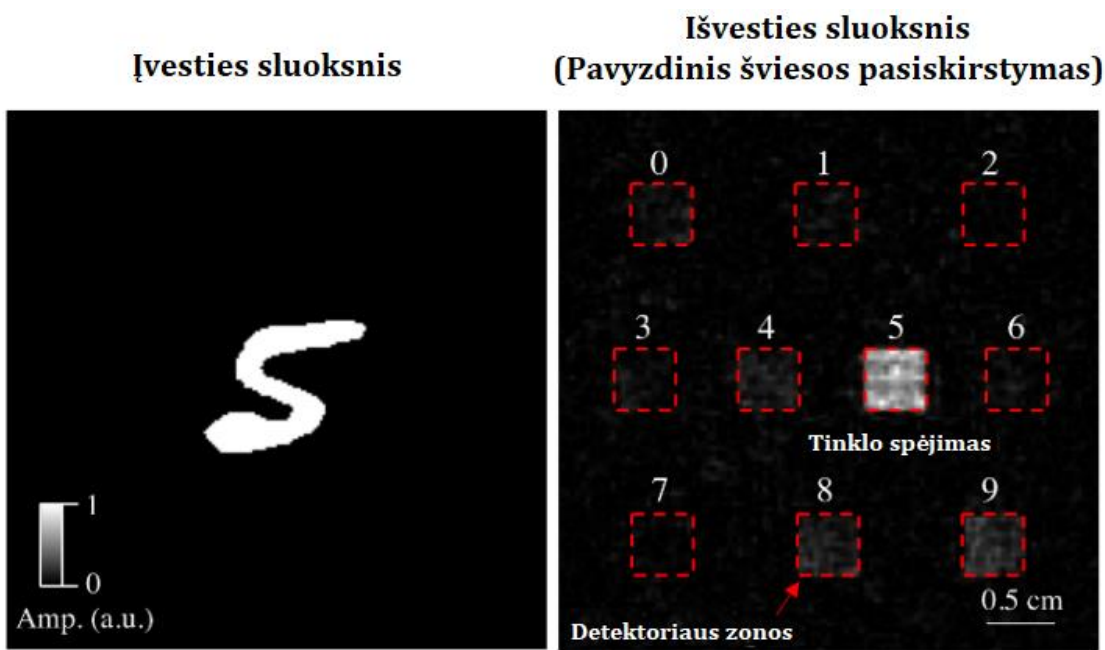 Įvesties sluoksnis
Išvesties sluoksnis
(Pavyzdinis šviesos pasiskirstymas)
1
0
Amp. (a.u.)
0 1 2
3 4 5 6
Tinklo spėjimas
7 8 9
0.5 cm
Detektoriaus zonos